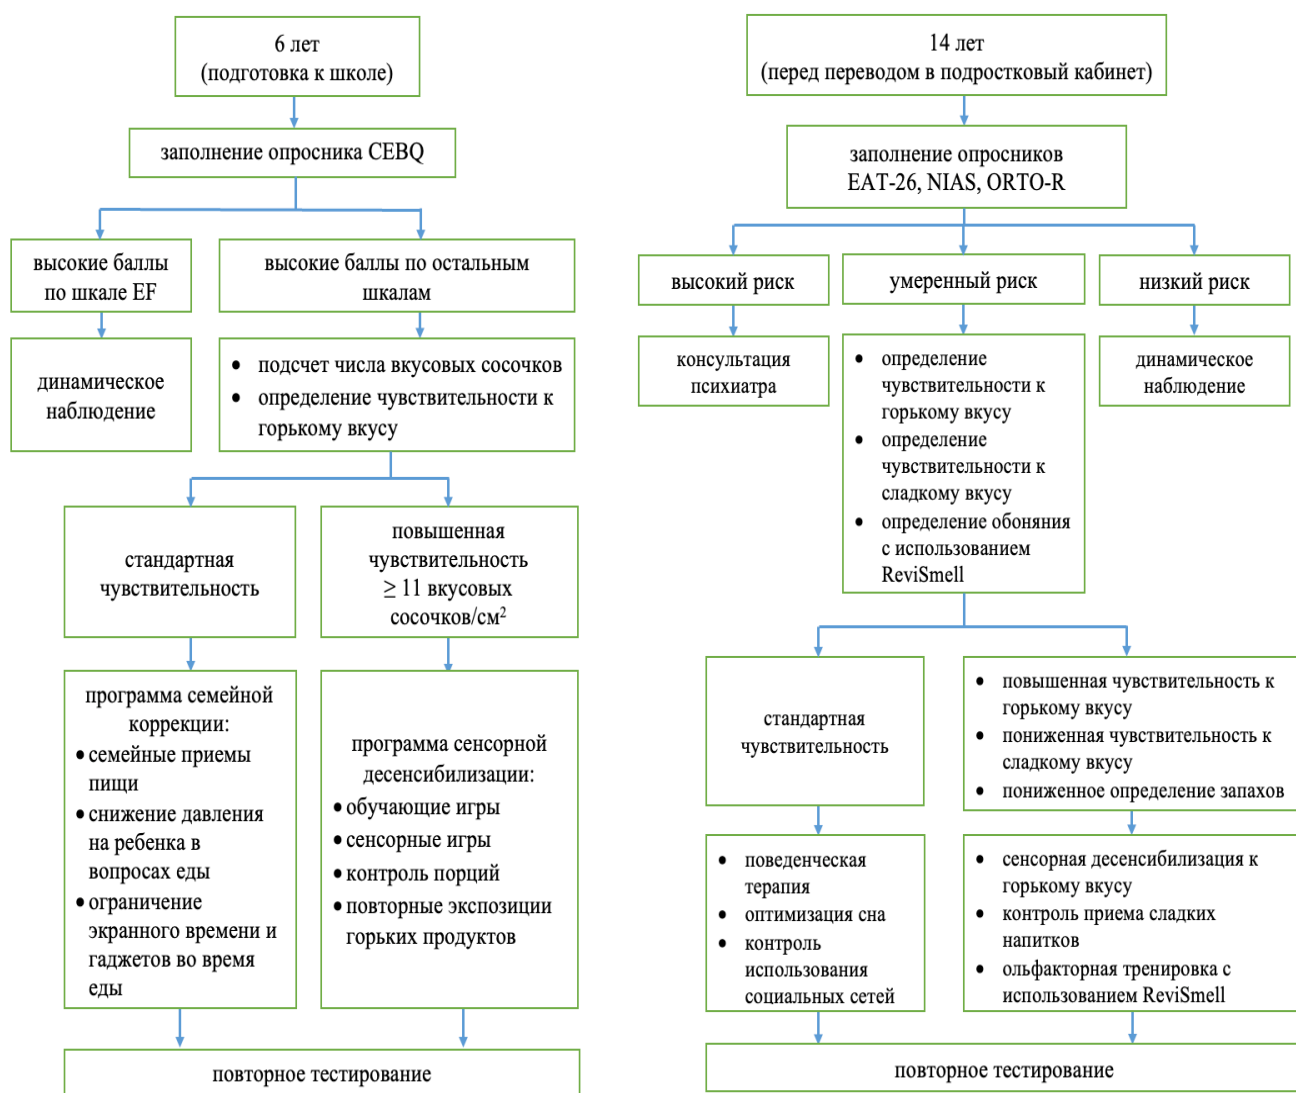 6 лет
(подготовка к школе)
заполнение опросника CEBQ
высокие баллы
по шкале EF
высокие баллы по остальным
шкалам
динамическое
наблюдение
• подсчет числа вкусовых сосочков
• определение чувствительности к
горькому вкусу
стандартная
чувствительность
повышенная
чувствительность
≥ 11 вкусовых
сосочков/см²
программа семейной
коррекции:
• семейные приемы
пищи
• снижение давления
на ребенка в
вопросах еды
• ограничение
экранного времени и
гаджетов во время
еды
программа сенсорной
десенсибилизации:
• обучающие игры
• сенсорные игры
• контроль порций
• повторные экспозиции
горьких продуктов
повторное тестирование
14 лет
(перед переводом в подростковый кабинет)
заполнение опросников
EAT-26, NIAS, ORTO-R
высокий риск
умеренный риск
низкий риск
консультация
психиатра
• определение
чувствительности к
горькому вкусу
• определение
чувствительности к
сладкому вкусу
• определение обоняния
с использованием
ReviSmell
динамическое
наблюдение
стандартная
чувствительность
• повышенная чувствительность к
горькому вкусу
• пониженная чувствительность к
сладкому вкусу
• пониженное определение запахов
• поведенческая
терапия
• оптимизация сна
• контроль
использования
социальных сетей
• сенсорная десенсибилизация к
горькому вкусу
• контроль приема сладких
напитков
• ольфакторная тренировка с
использованием ReviSmell
повторное тестирование